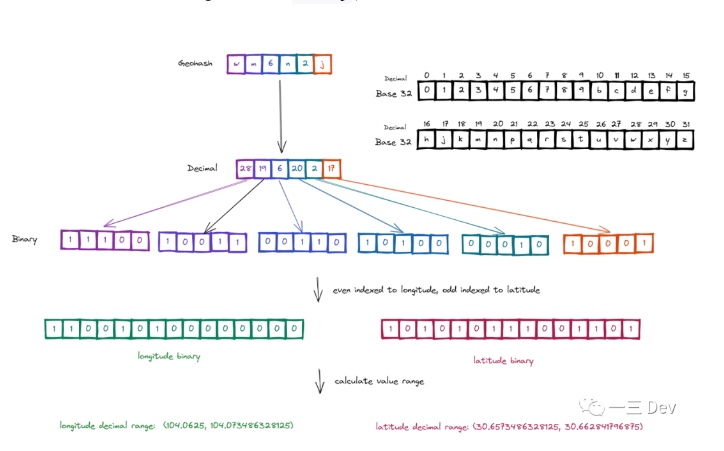 Geohash w m 6 n 2 j
Decimal 0 1 2 3 4 5 6 7 8 9 10 11 12 13 14 15
Base 32 0 1 2 3 4 5 6 7 8 9 b c d e f g
Decimal 16 17 18 19 20 21 22 23 24 25 26 27 28 29 30 31
Base 32 h j k m n p q r s t u v w x y z
Decimal 28 19 6 20 2 17
Binary 1 1 1 0 0 1 0 0 1 1 0 0 1 1 0 1 0 1 0 0 0 0 0 1 0 1 0 0 0 1
even indexed to longitude, odd indexed to latitude
1 1 0 0 1 0 1 0 0 0 0 0 0 0 0
1 0 1 0 1 0 1 1 1 0 0 1 1 0 1
longitude binary
latitude binary
calculate value range
一三 Dev
longitude decimal range: (104.0625, 104.073486328125)
latitude decimal range: (30.6573486328125, 30.662841796875)